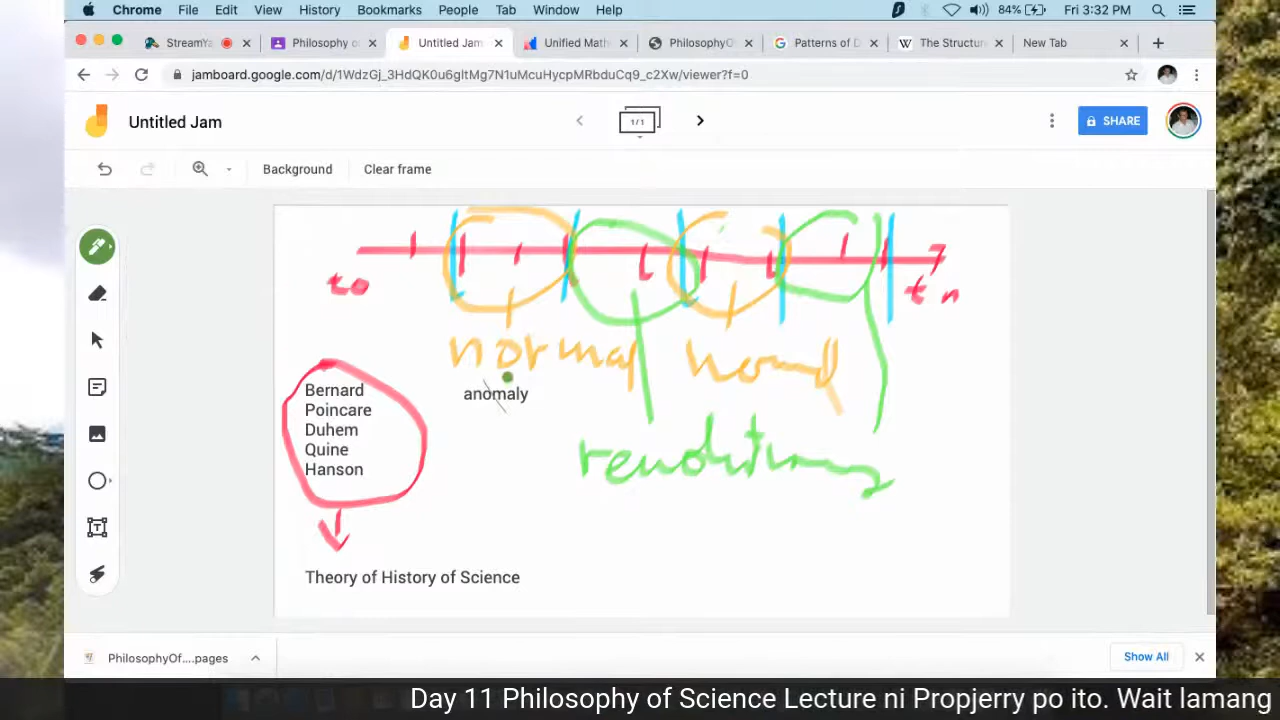 Chrome File Edit View History Bookmarks People Tab Window Help
84% Fri 3:32 PM
StreamYa
Philosophy of
Untitled Jam
Unified Math
PhilosophyO
Patterns of D
The Structur
New Tab
jamboard.google.com/d/1WdzGj_3HdQK0u6gltMg7N1uMcuHycpMRbduCq9_c2Xw/viewer?f=0
Untitled Jam
1/1
SHARE
Background
Clear frame
to
tn
normal
anomaly
Bernard
Poincare
Duhem
Quine
Hanson
Theory of History of Science
PhilosophyOf....pages
Show All
Day 11 Philosophy of Science Lecture ni Propjerry po ito. Wait lamang